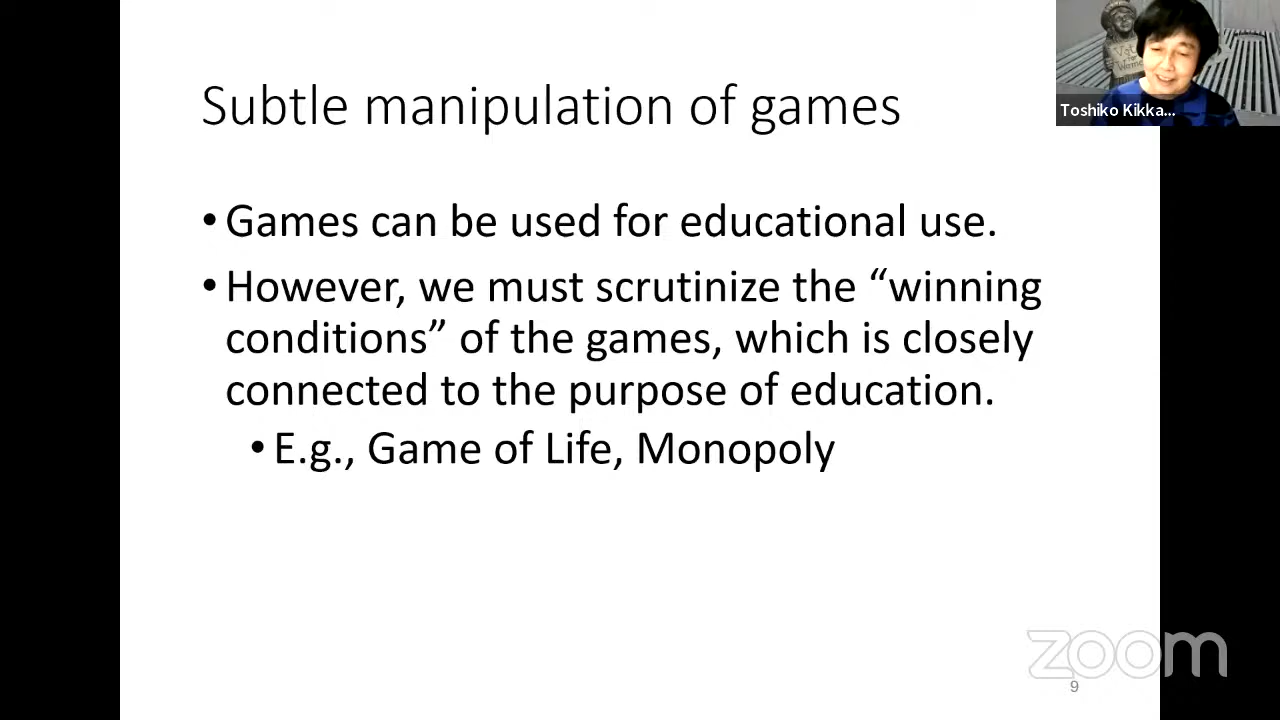 Subtle manipulation of games
• Games can be used for educational use.
• However, we must scrutinize the “winning
conditions” of the games, which is closely
connected to the purpose of education.
• E.g., Game of Life, Monopoly
Toshiko Kikka...
zoom
9